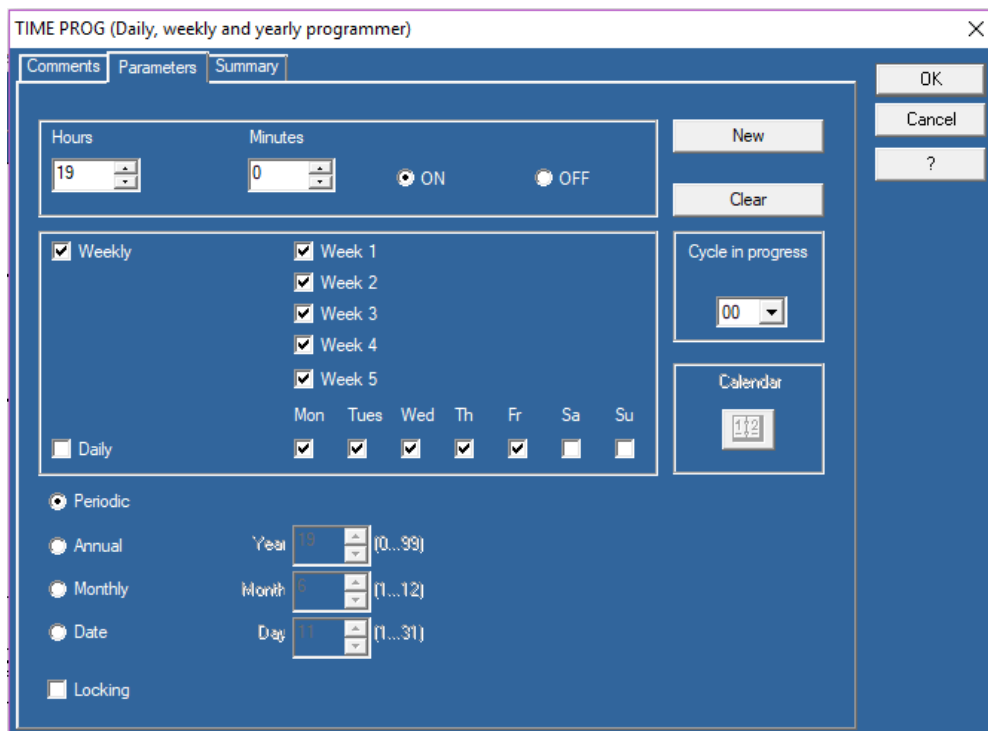 TIME PROG (Daily, weekly and yearly programmer)
Comments Parameters Summary
OK
Cancel
?
Hours Minutes
19 0 ON OFF
New
Clear
Weekly Week 1
Week 2
Week 3
Week 4
Week 5
Mon Tues Wed Th Fr Sa Su
Daily
Cycle in progress
00
Calendar
112
Periodic
Annual Year 19 (0...99)
Monthly Month 6 (1...12)
Date Day 11 (1...31)
Locking